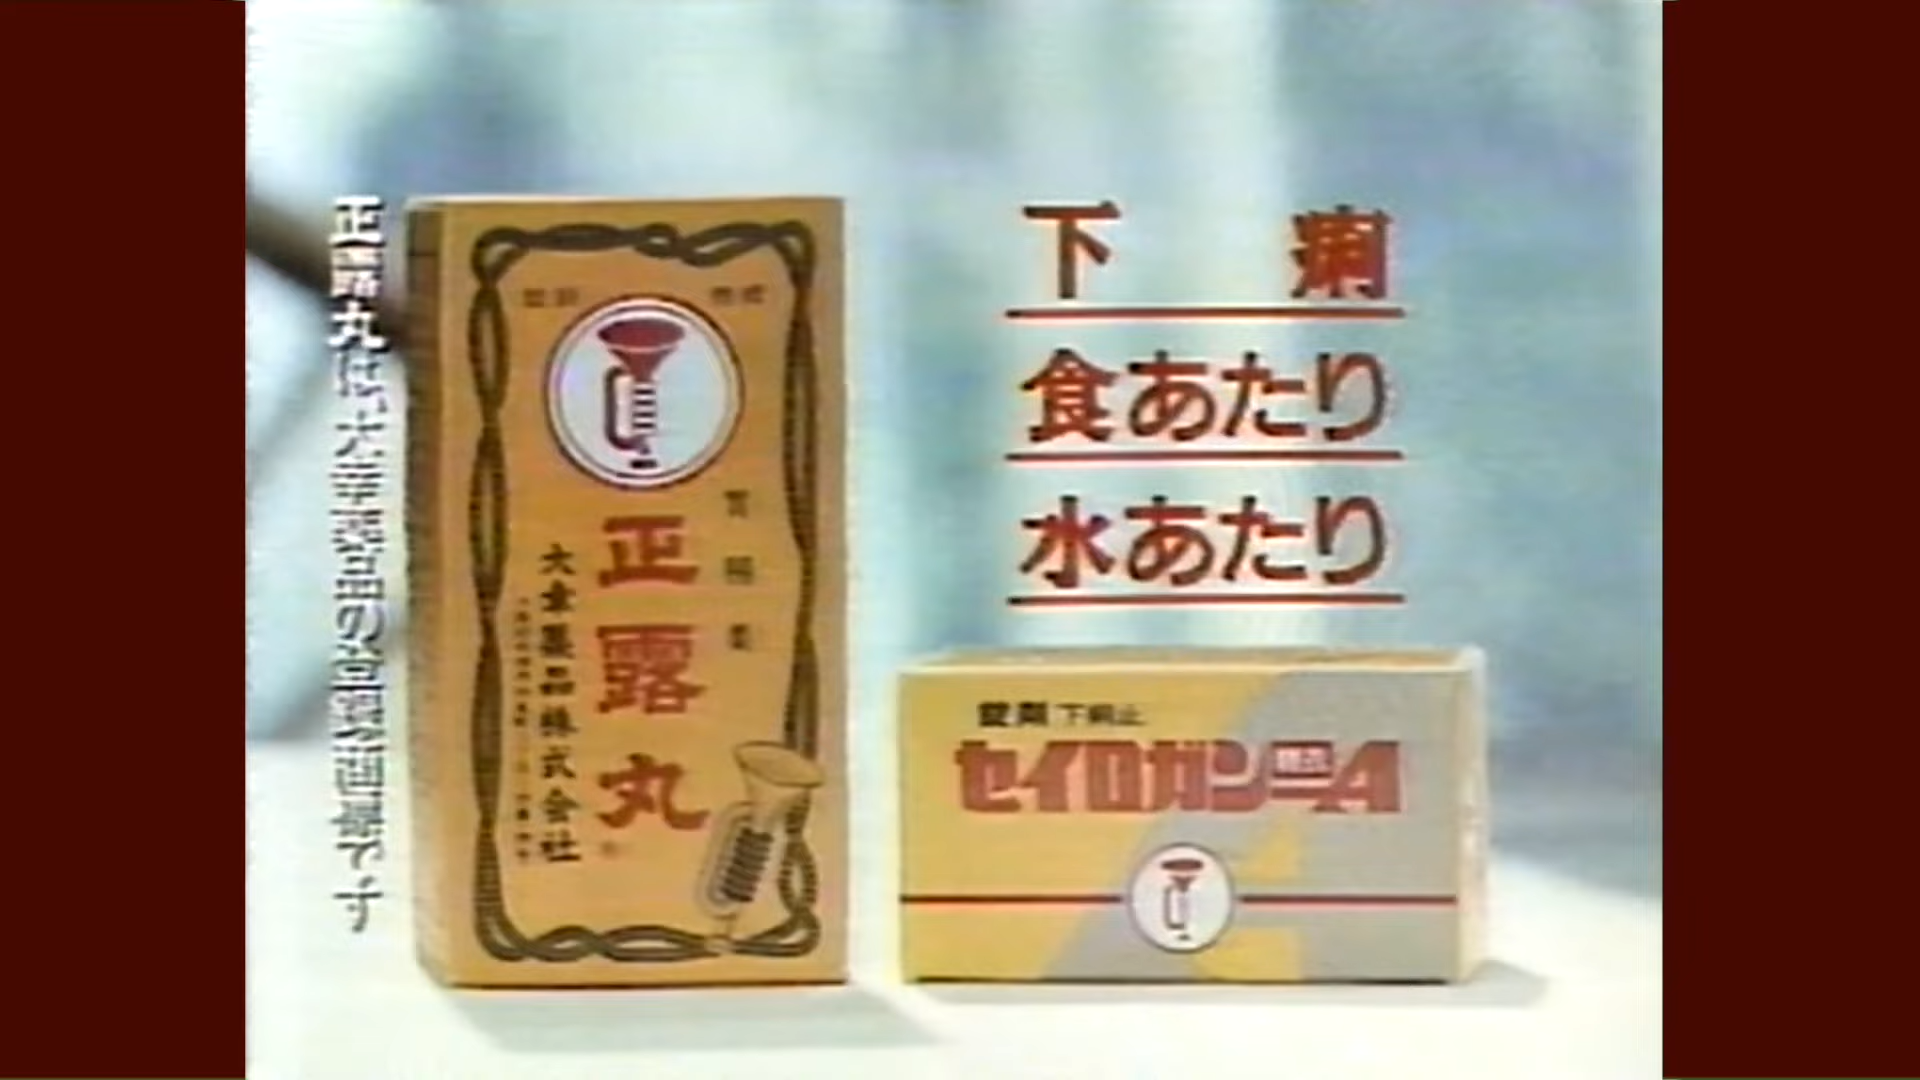 正露丸は、大幸薬品の登録商標です
正露丸
大幸薬品株式会社
下 痢
食あたり
水あたり
錠剤 下痢止
セイロガン糖衣A